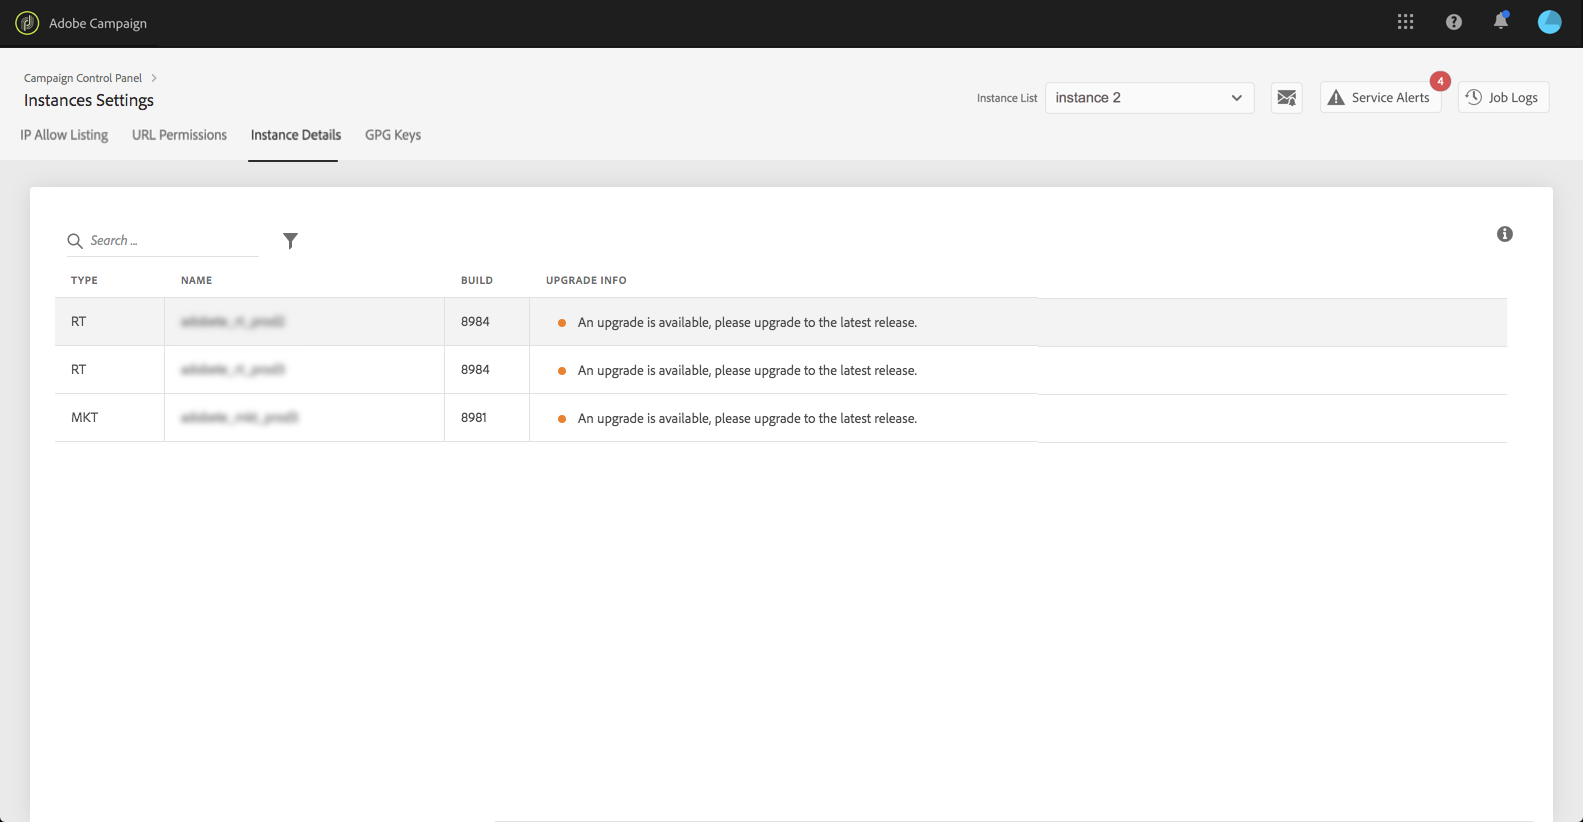 Adobe Campaign
Campaign Control Panel
Instances Settings
Instance List
instance 2
Service Alerts
4
Job Logs
IP Allow Listing
URL Permissions
Instance Details
GPG Keys
Search ...
TYPE NAME BUILD UPGRADE INFO
RT 8984 An upgrade is available, please upgrade to the latest release.
RT 8984 An upgrade is available, please upgrade to the latest release.
MKT 8981 An upgrade is available, please upgrade to the latest release.